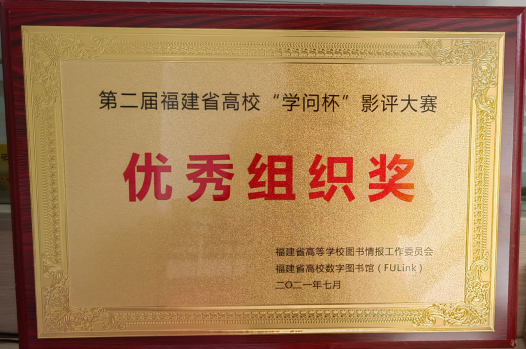 第二届福建省高校“学问杯”影评大赛
优秀组织奖
福建省高等学校图书情报工作委员会
福建省高校数字图书馆（FULink）
二〇二一年七月